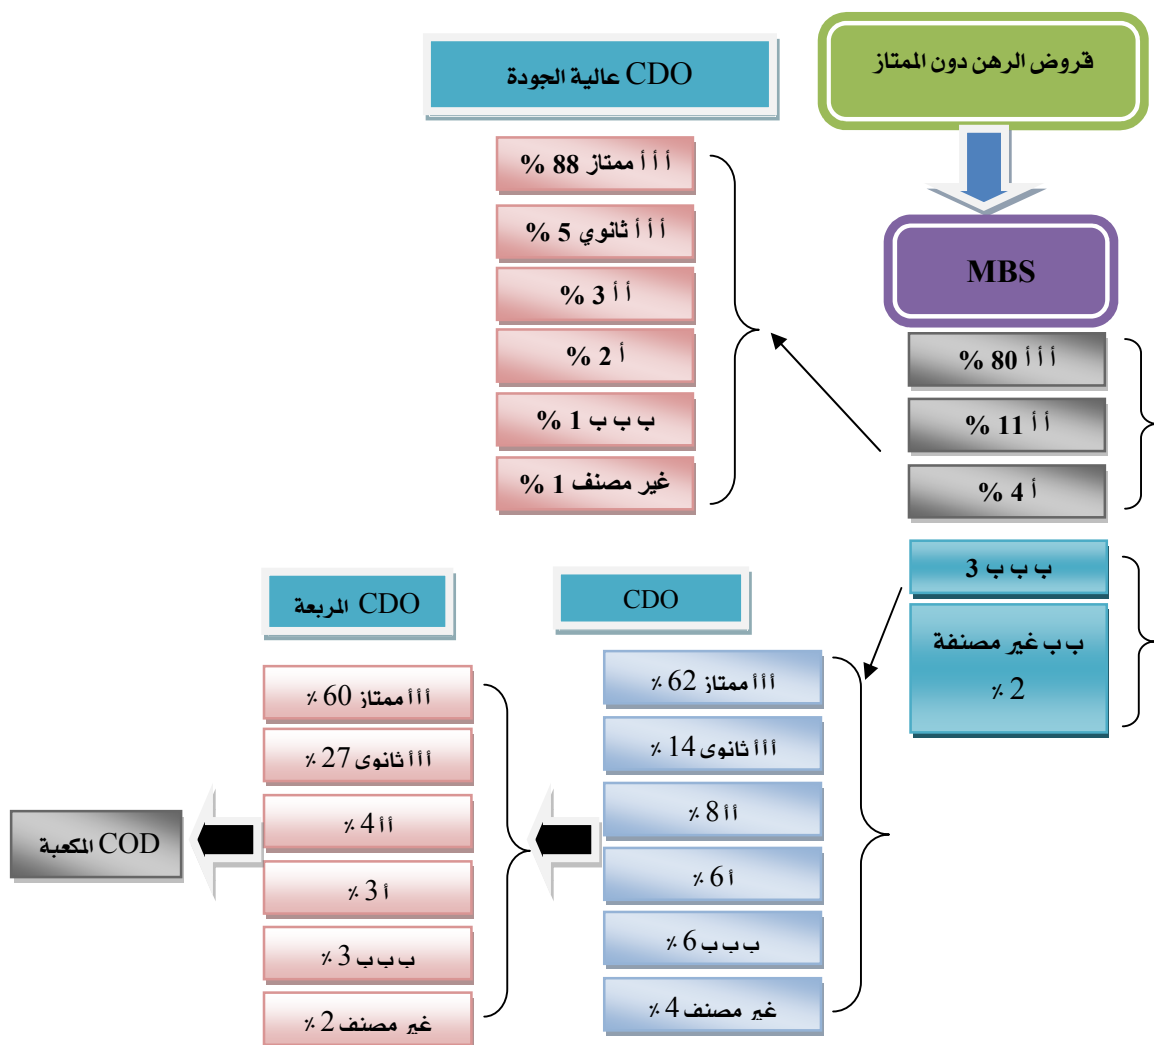 قروض الرهن دون الممتاز
MBS
أ أ أ 80 %
أ أ 11 %
أ 4 %
ب ب ب 3
ب ب غير مصنفة
2 ٪
CDO عالية الجودة
أ أ أ ممتاز 88 %
أ أ أ ثانوي 5 %
أ أ 3 %
أ 2 %
ب ب ب 1 %
غير مصنف 1 %
CDO
أأأ ممتاز 62 ٪
أأأ ثانوى 14 ٪
أأ 8 ٪
أ 6 ٪
ب ب ب 6 ٪
غير مصنف 4 ٪
CDO المربعة
أأأ ممتاز 60 ٪
أأأ ثانوى 27 ٪
أأ 4 ٪
أ 3 ٪
ب ب ب 3 ٪
غير مصنف 2 ٪
COD المكعبة